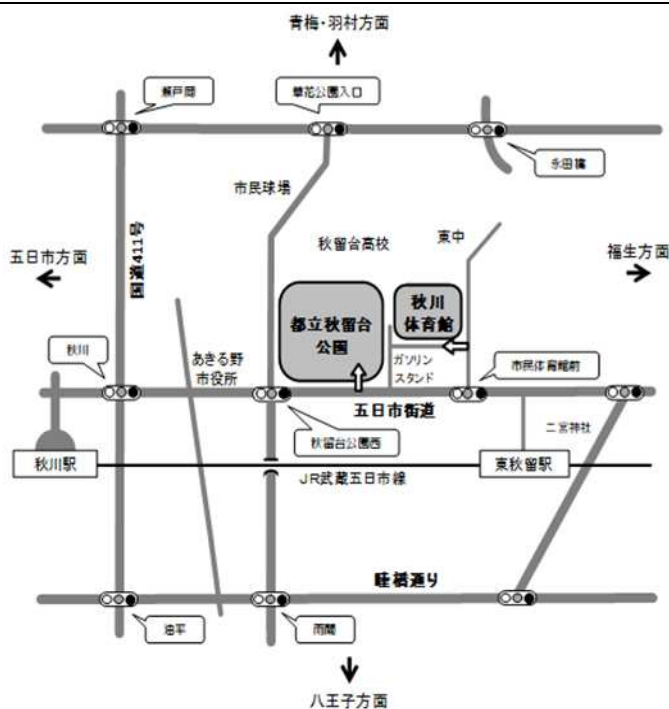 青梅・羽村方面
瀬戸岡
草花公園入口
永田橋
市民球場
秋留台高校
東中
国道411号
五日市方面
福生方面
都立秋留台
公園
秋川
体育館
秋川
あきる野
市役所
ガソリン
スタンド
市民体育館前
五日市街道
秋留台公園西
二宮神社
秋川駅
東秋留駅
JR武蔵五日市線
睦橋通り
油平
雨間
八王子方面